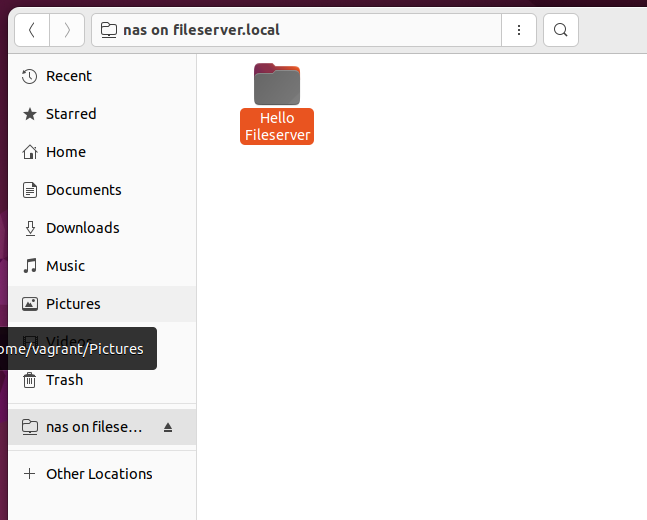 nas on fileserver.local
Recent
Starred
Home
Documents
Downloads
Music
Pictures
Videos
ome/vagrant/Pictures
Trash
nas on filese...
Other Locations
Hello
Fileserver